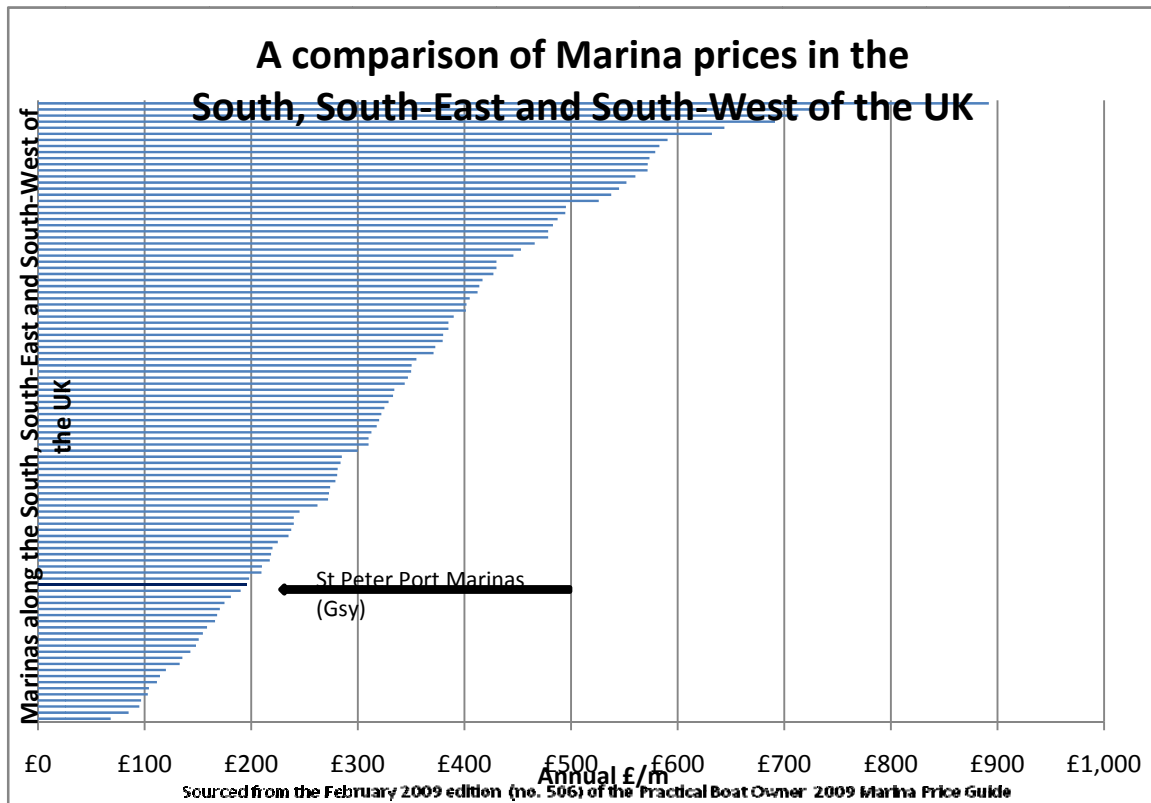 A comparison of Marina prices in the
South, South-East and South-West of the UK
Marinas along the South, South-East and South-West of
the UK
St Peter Port Marinas
(Gsy)
£0 £100 £200 £300 £400 £500 £600 £700 £800 £900 £1,000
Annual £/m
Sourced from the February 2009 edition (no. 506) of the Practical Boat Owner 2009 Marina Price Guide